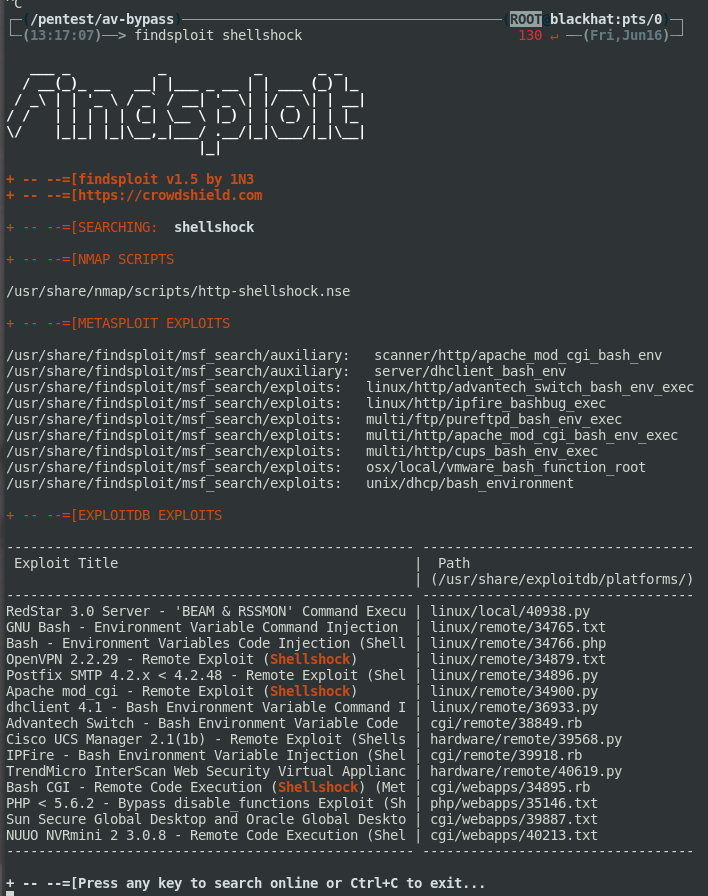 ^C
(/pentest/av-bypass) (ROOT blackhat:pts/0)
(13:17:07)——> findsploit shellshock 130 ↵ ——(Fri,Jun16)
findsploit
+ -- --=[findsploit v1.5 by 1N3
+ -- --=[https://crowdshield.com
+ -- --=[SEARCHING: shellshock
+ -- --=[NMAP SCRIPTS
/usr/share/nmap/scripts/http-shellshock.nse
+ -- --=[METASPLOIT EXPLOITS
/usr/share/findsploit/msf_search/auxiliary: scanner/http/apache_mod_cgi_bash_env
/usr/share/findsploit/msf_search/auxiliary: server/dhclient_bash_env
/usr/share/findsploit/msf_search/exploits: linux/http/advantech_switch_bash_env_exec
/usr/share/findsploit/msf_search/exploits: linux/http/ipfire_bashbug_exec
/usr/share/findsploit/msf_search/exploits: multi/ftp/pureftpd_bash_env_exec
/usr/share/findsploit/msf_search/exploits: multi/http/apache_mod_cgi_bash_env_exec
/usr/share/findsploit/msf_search/exploits: multi/http/cups_bash_env_exec
/usr/share/findsploit/msf_search/exploits: osx/local/vmware_bash_function_root
/usr/share/findsploit/msf_search/exploits: unix/dhcp/bash_environment
+ -- --=[EXPLOITDB EXPLOITS
--------------------------------------------------- ----------------------------------
Exploit Title | Path
| (/usr/share/exploitdb/platforms/)
--------------------------------------------------- ----------------------------------
RedStar 3.0 Server - 'BEAM & RSSMON' Command Execu | linux/local/40938.py
GNU Bash - Environment Variable Command Injection | linux/remote/34765.txt
Bash - Environment Variables Code Injection (Shell | linux/remote/34766.php
OpenVPN 2.2.29 - Remote Exploit (Shellshock) | linux/remote/34879.txt
Postfix SMTP 4.2.x < 4.2.48 - Remote Exploit (Shel | linux/remote/34896.py
Apache mod_cgi - Remote Exploit (Shellshock) | linux/remote/34900.py
dhclient 4.1 - Bash Environment Variable Command I | linux/remote/36933.py
Advantech Switch - Bash Environment Variable Code | cgi/remote/38849.rb
Cisco UCS Manager 2.1(1b) - Remote Exploit (Shells | hardware/remote/39568.py
IPFire - Bash Environment Variable Injection (Shel | cgi/remote/39918.rb
TrendMicro InterScan Web Security Virtual Applianc | hardware/remote/40619.py
Bash CGI - Remote Code Execution (Shellshock) (Met | cgi/webapps/34895.rb
PHP < 5.6.2 - Bypass disable_functions Exploit (Sh | php/webapps/35146.txt
Sun Secure Global Desktop and Oracle Global Deskto | cgi/webapps/39887.txt
NUUO NVRmini 2 3.0.8 - Remote Code Execution (Shel | cgi/webapps/40213.txt
--------------------------------------------------- ----------------------------------
+ -- --=[Press any key to search online or Ctrl+C to exit...